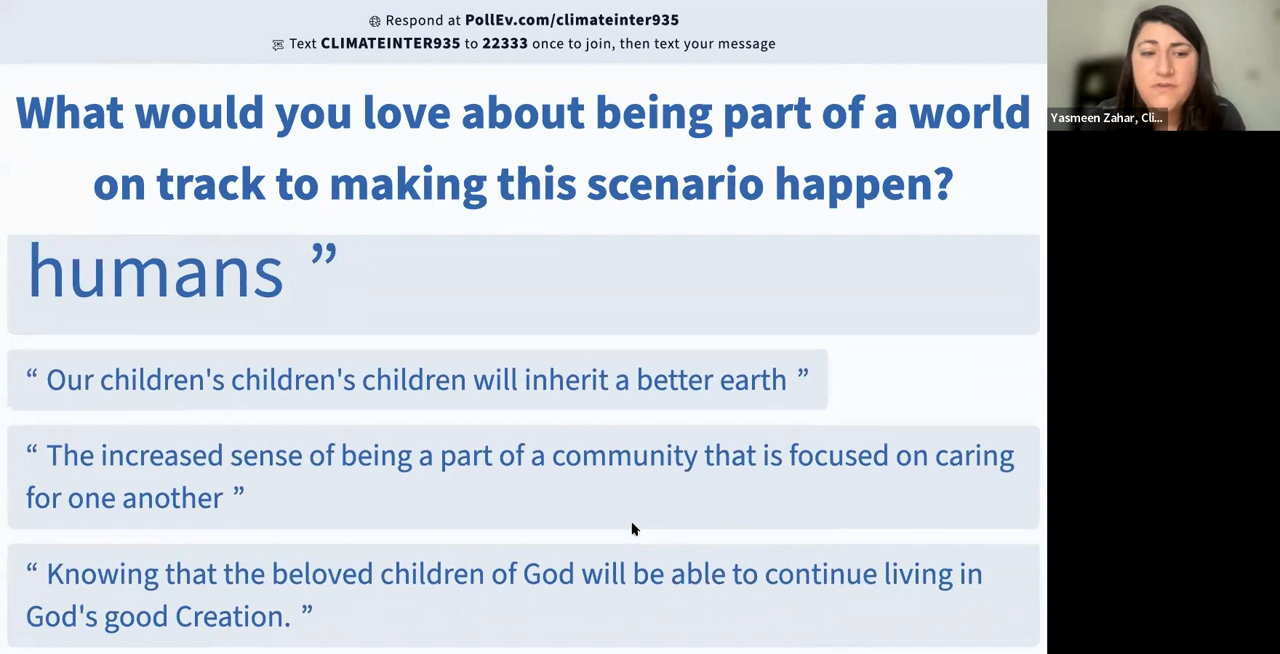 Respond at PollEv.com/climateinter935
Text CLIMATEINTER935 to 22333 once to join, then text your message
What would you love about being part of a world
on track to making this scenario happen?
humans ”
“ Our children's children's children will inherit a better earth ”
“ The increased sense of being a part of a community that is focused on caring
for one another ”
“ Knowing that the beloved children of God will be able to continue living in
God's good Creation. ”
Yasmeen Zahar, Cli...